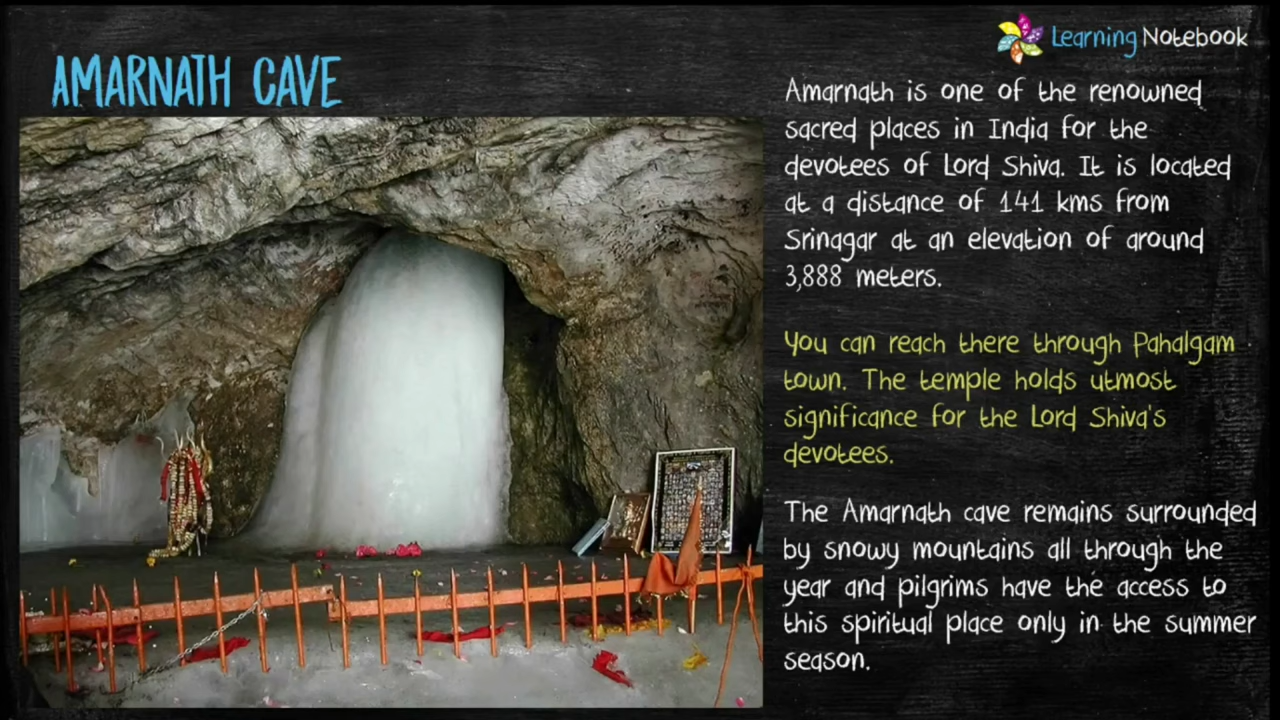 Learning Notebook
AMARNATH CAVE
Amarnath is one of the renowned
sacred places in India for the
devotees of Lord Shiva. It is located
at a distance of 141 kms from
Srinagar at an elevation of around
3,888 meters.
You can reach there through Pahalgam
town. The temple holds utmost
significance for the Lord Shiva's
devotees.
The Amarnath cave remains surrounded
by snowy mountains all through the
year and pilgrims have the access to
this spiritual place only in the summer
season.